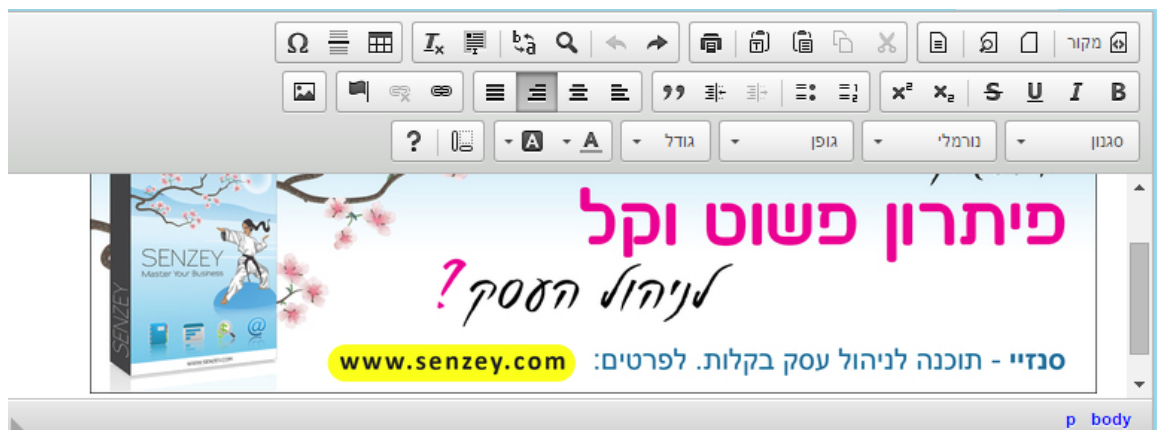 מקור
סגנון
נורמלי
גופן
גודל
פיתרון פשוט וקל
לניהול העסק?
סנזיי - תוכנה לניהול עסק בקלות. לפרטים: www.senzey.com
SENZEY
Master Your Business
SENZEY
www.senzey.com
body p